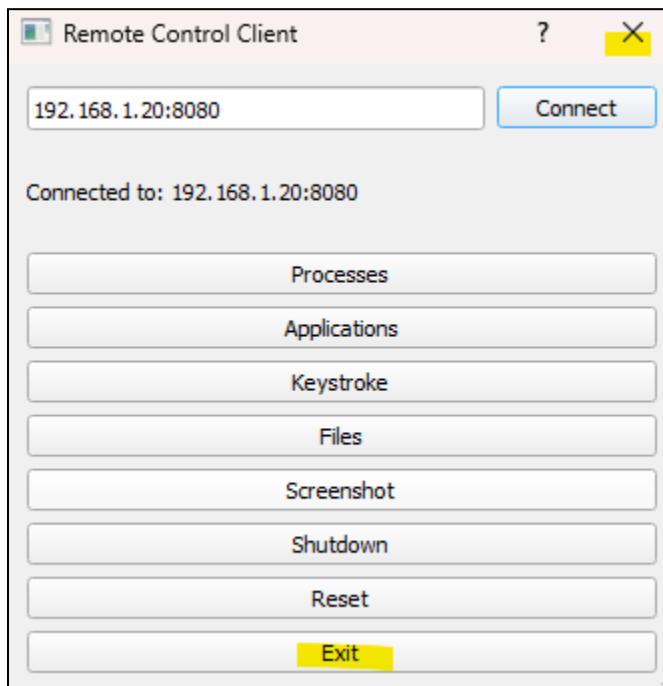 Remote Control Client ?
192.168.1.20:8080 Connect
Connected to: 192.168.1.20:8080
Processes
Applications
Keystroke
Files
Screenshot
Shutdown
Reset
Exit